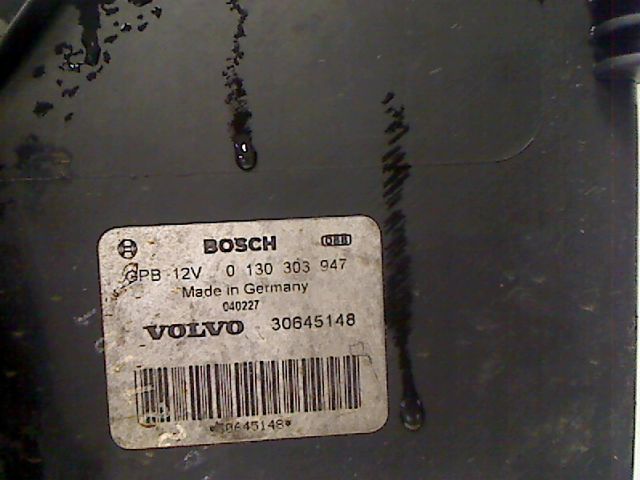 BOSCH
GPB 12V 0 130 303 947
Made in Germany
040227
VOLVO 30645148
*30645148*